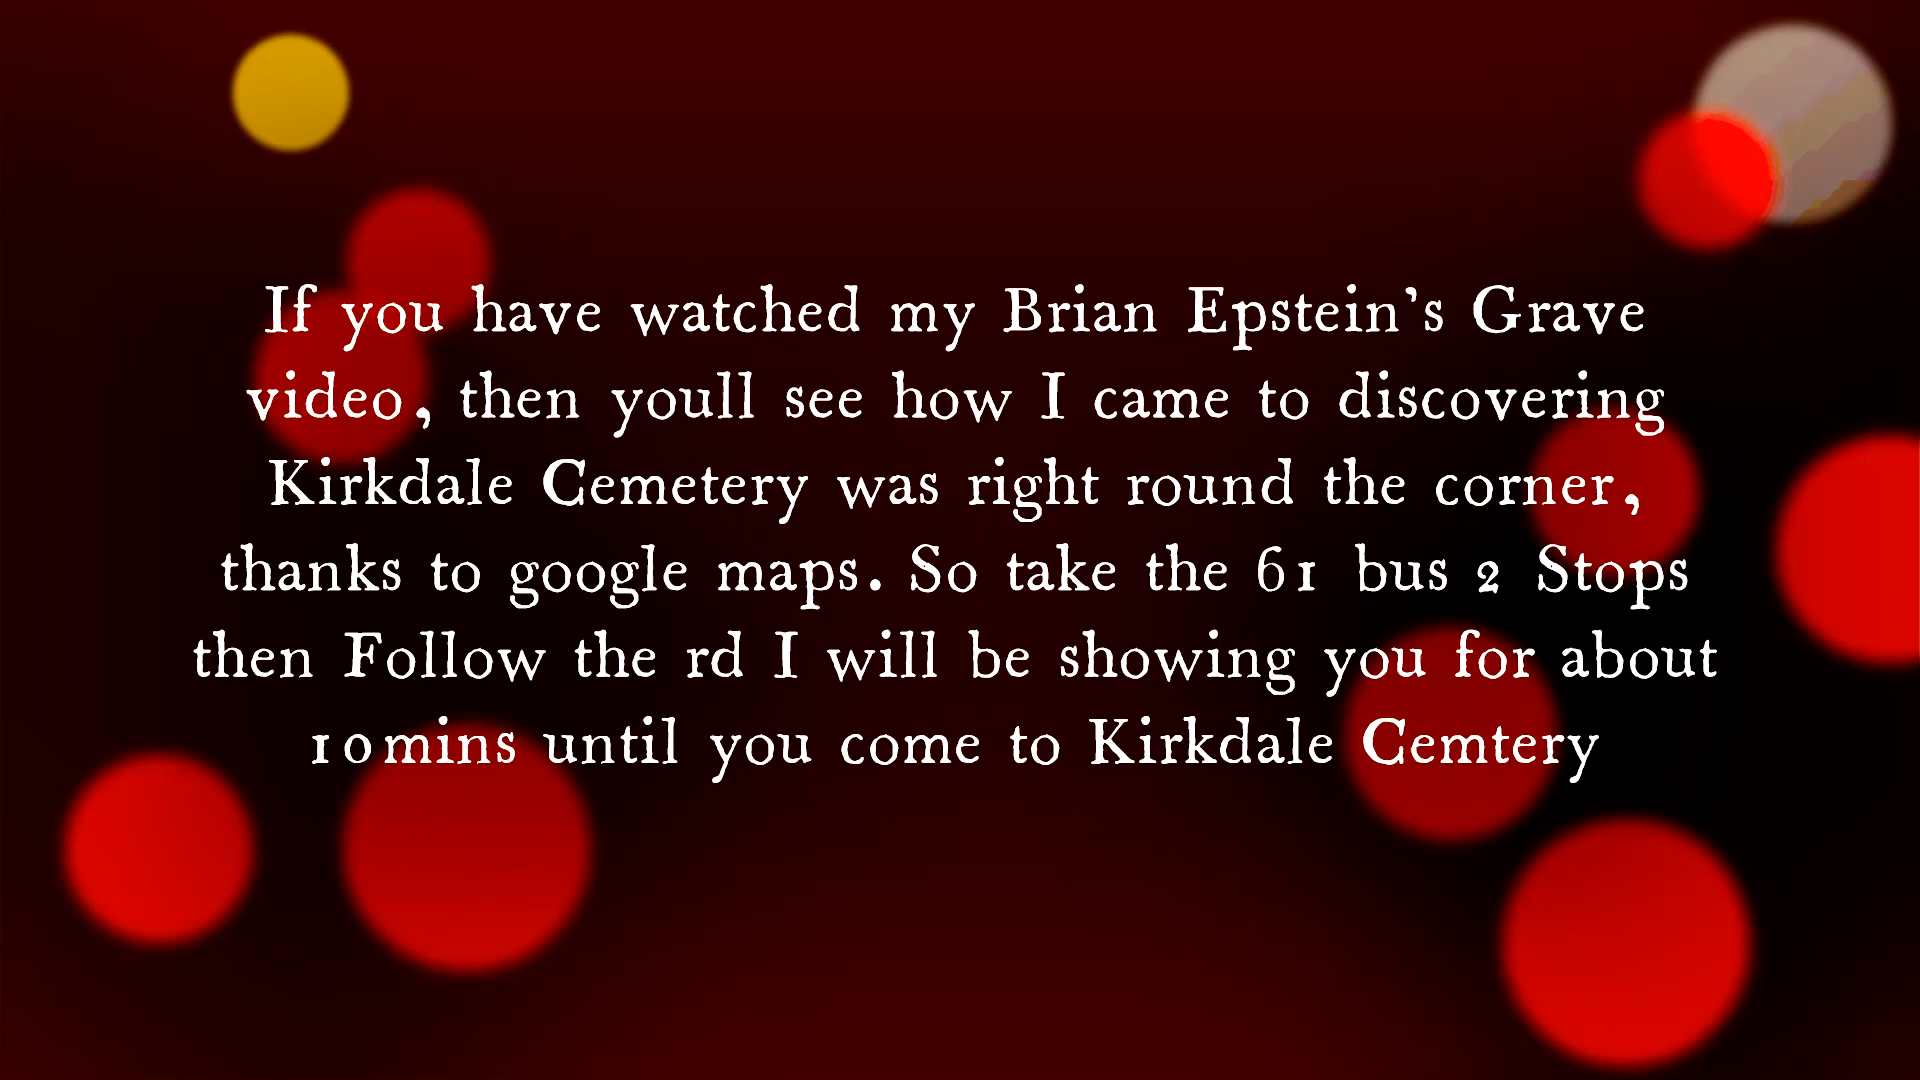 If you have watched my Brian Epstein's Grave
video, then youll see how I came to discovering
Kirkdale Cemetery was right round the corner,
thanks to google maps. So take the 61 bus 2 Stops
then Follow the rd I will be showing you for about
10mins until you come to Kirkdale Cemtery